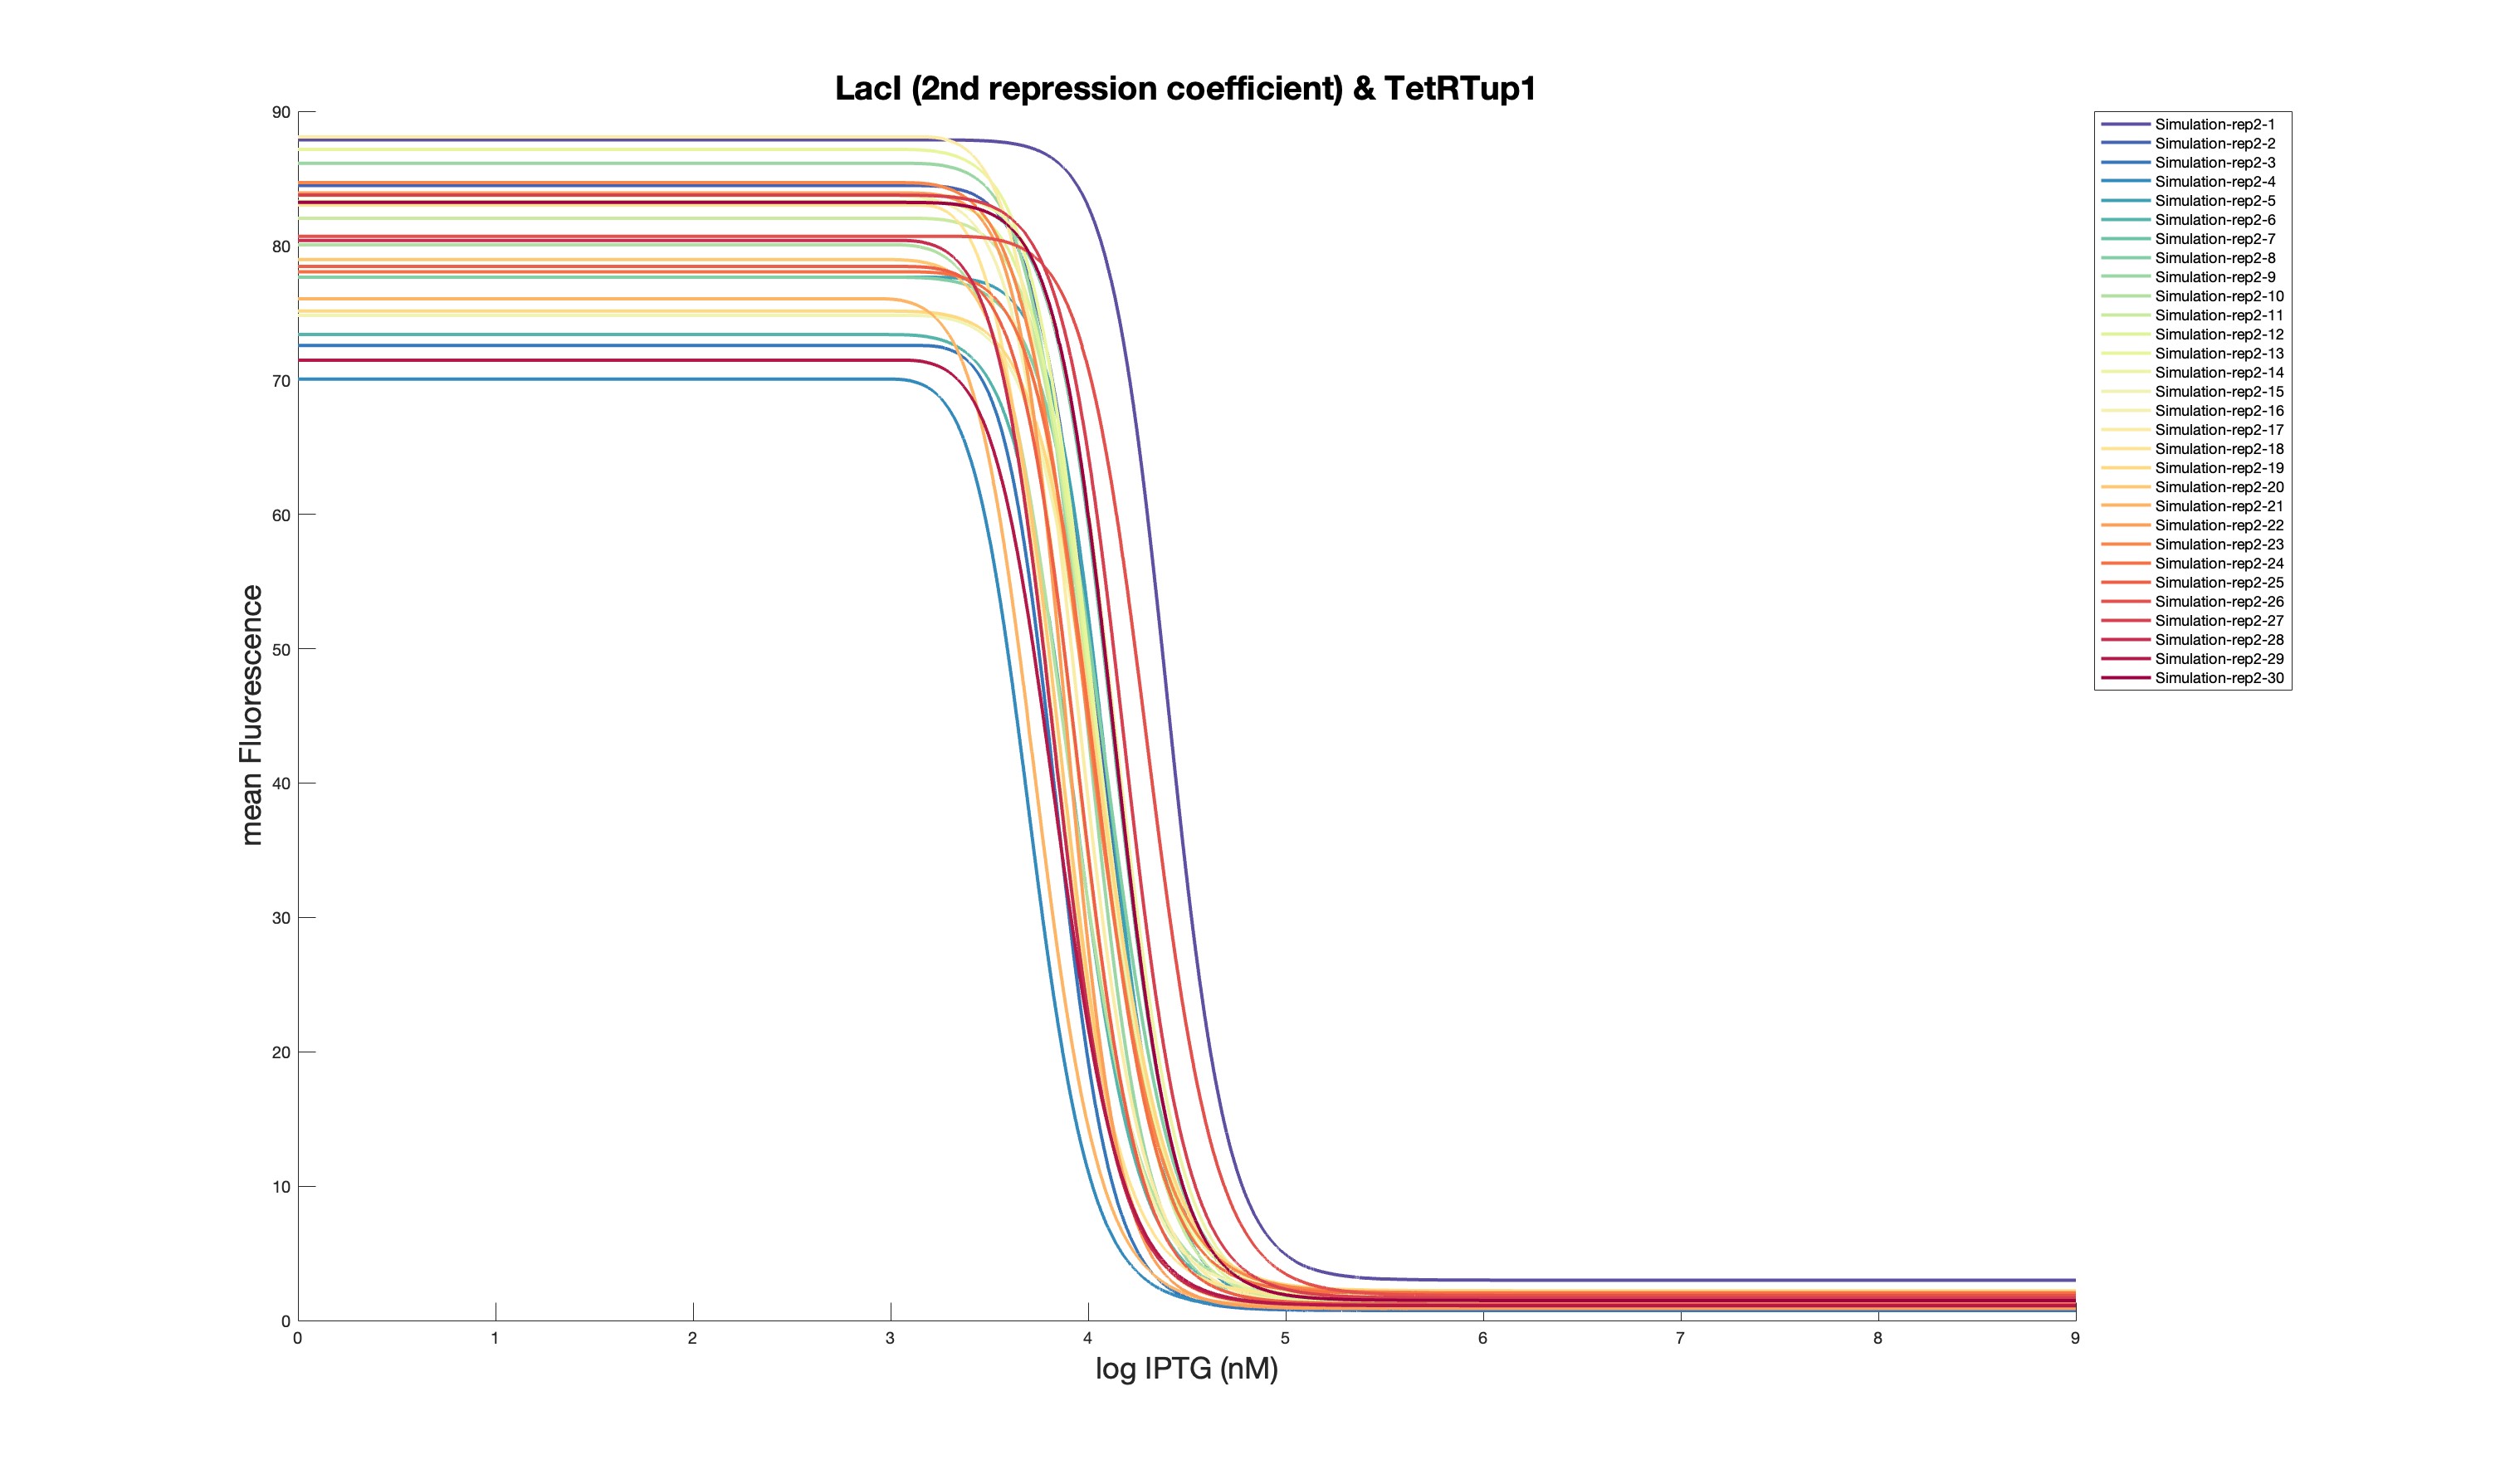 LacI (2nd repression coefficient) & TetRTup1
90
80
70
60
50
40
30
20
10
0
mean Fluorescence
0 1 2 3 4 5 6 7 8 9
log IPTG (nM)
Simulation-rep2-1
Simulation-rep2-2
Simulation-rep2-3
Simulation-rep2-4
Simulation-rep2-5
Simulation-rep2-6
Simulation-rep2-7
Simulation-rep2-8
Simulation-rep2-9
Simulation-rep2-10
Simulation-rep2-11
Simulation-rep2-12
Simulation-rep2-13
Simulation-rep2-14
Simulation-rep2-15
Simulation-rep2-16
Simulation-rep2-17
Simulation-rep2-18
Simulation-rep2-19
Simulation-rep2-20
Simulation-rep2-21
Simulation-rep2-22
Simulation-rep2-23
Simulation-rep2-24
Simulation-rep2-25
Simulation-rep2-26
Simulation-rep2-27
Simulation-rep2-28
Simulation-rep2-29
Simulation-rep2-30